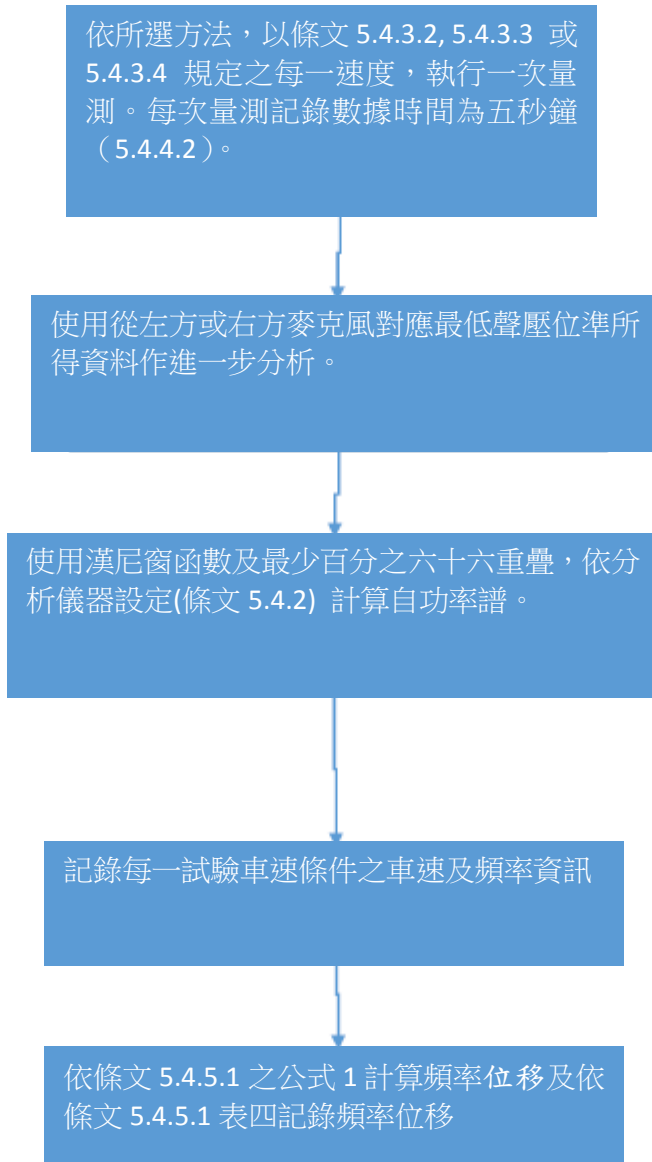 依所選方法，以條文 5.4.3.2, 5.4.3.3 或
5.4.3.4 規定之每一速度，執行一次量
測。每次量測記錄數據時間為五秒鐘
（5.4.4.2）。
使用從左方或右方麥克風對應最低聲壓位準所
得資料作進一步分析。
使用漢尼窗函數及最少百分之六十六重疊，依分
析儀器設定(條文 5.4.2) 計算自功率譜。
記錄每一試驗車速條件之車速及頻率資訊
依條文 5.4.5.1 之公式 1 計算頻率位移及依
條文 5.4.5.1 表四記錄頻率位移